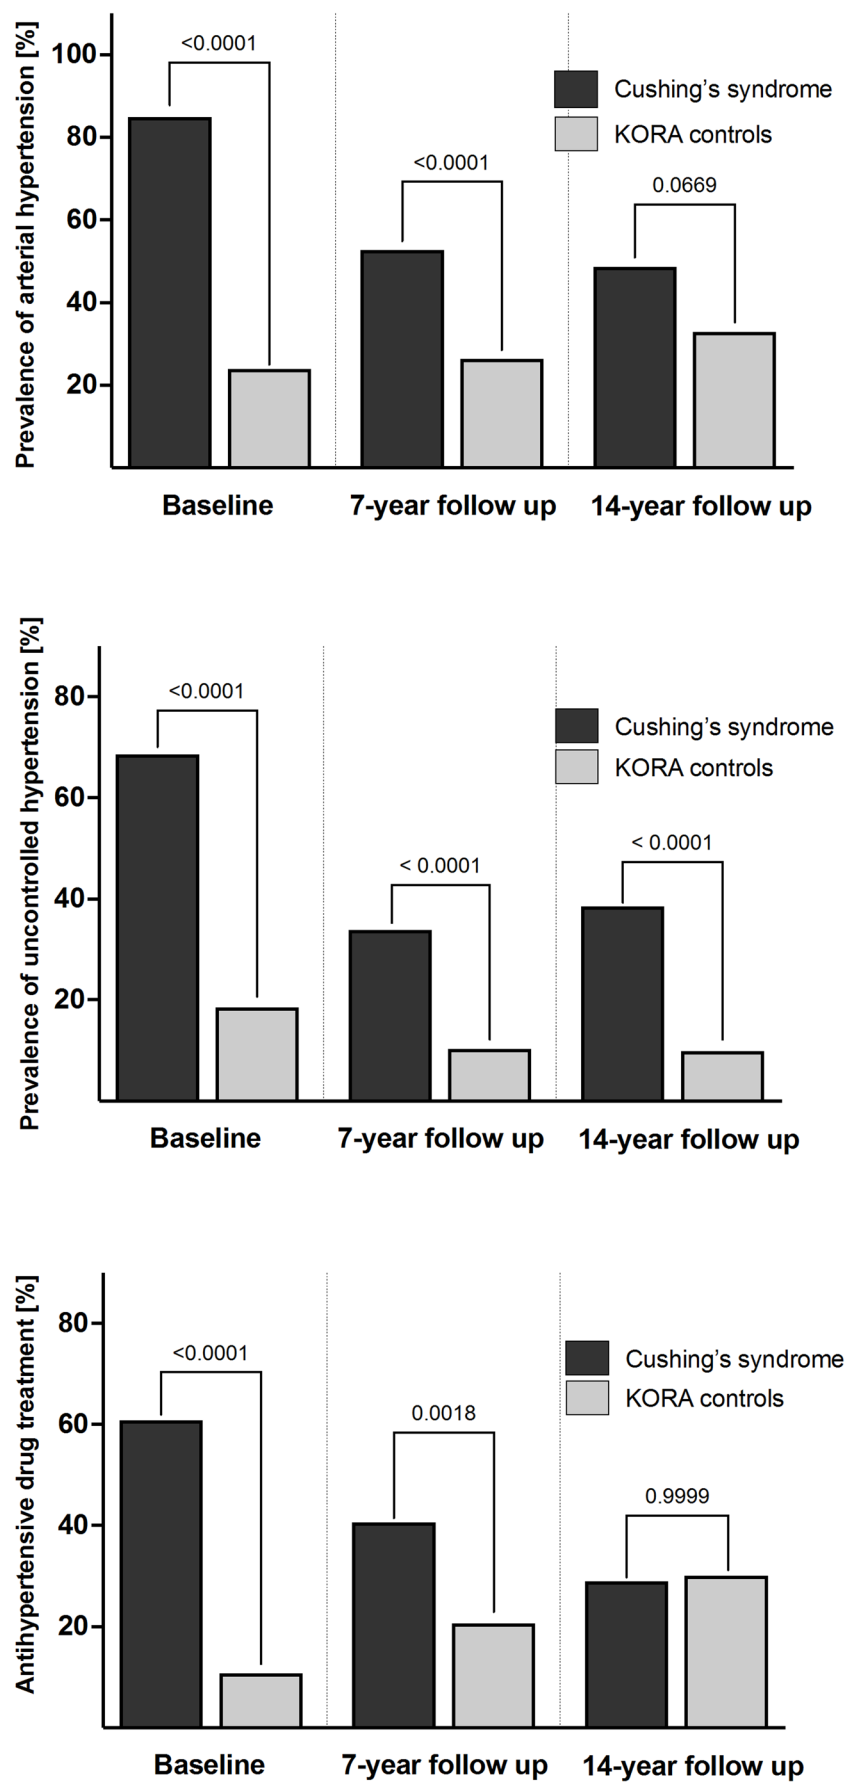 Prevalence of arterial hypertension [%]
100
80
60
40
20
<0.0001
<0.0001
0.0669
Cushing’s syndrome
KORA controls
Baseline
7-year follow up
14-year follow up
Prevalence of uncontrolled hypertension [%]
80
60
40
20
<0.0001
< 0.0001
< 0.0001
Cushing’s syndrome
KORA controls
Baseline
7-year follow up
14-year follow up
Antihypertensive drug treatment [%]
80
60
40
20
<0.0001
0.0018
0.9999
Cushing’s syndrome
KORA controls
Baseline
7-year follow up
14-year follow up